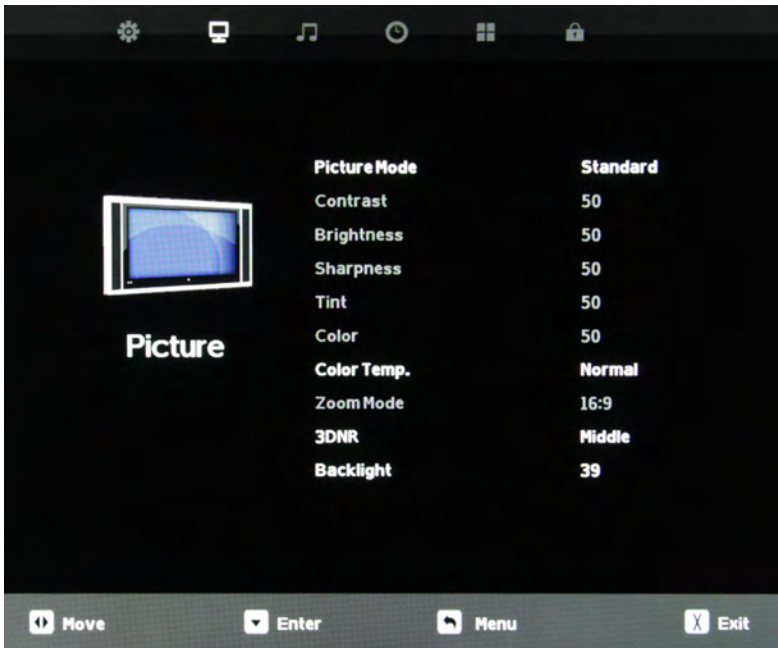 Picture Mode Standard
Contrast 50
Brightness 50
Sharpness 50
Tint 50
Color 50
Picture
Color Temp. Normal
Zoom Mode 16:9
3DNR Middle
Backlight 39
Move Enter Menu Exit